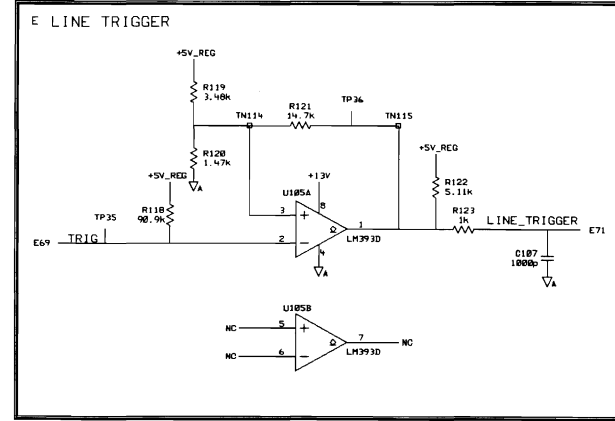 E LINE TRIGGER
+5V_REG
R119
3.48k
TN114
R121
14.7k
TP36
TN115
R120
1.47k
A
+5V_REG
R118
90.9k
TP35
E69
TRIG
U105A
+13V
3
+
8
2
-
4
1
LM393D
A
+5V_REG
R122
5.11k
R123
1k
LINE_TRIGGER
E71
C107
1000p
A
U105B
NC
5
+
NC
6
-
7
NC
LM393D